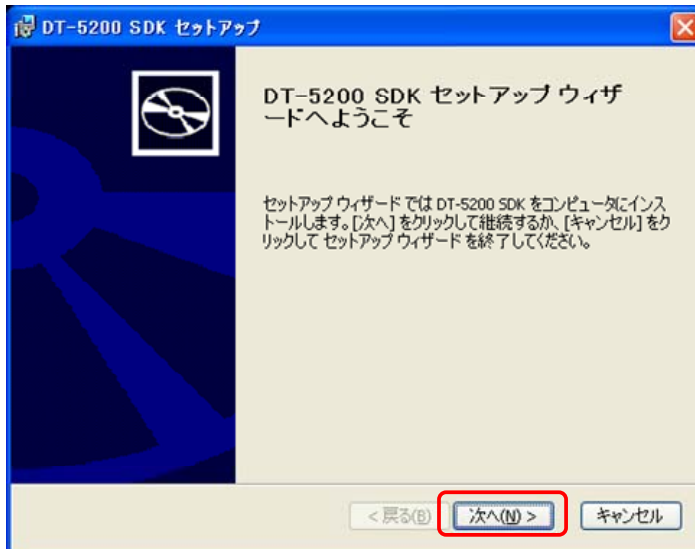 DT-5200 SDK セットアップ
DT-5200 SDK セットアップ ウィザ
ードへようこそ
セットアップ ウィザード では DT-5200 SDK をコンピュータにインス
トールします。[次へ] をクリックして継続するか、[キャンセル] をク
リックして セットアップ ウィザード を終了してください。
< 戻る(B)
次へ(N) >
キャンセル